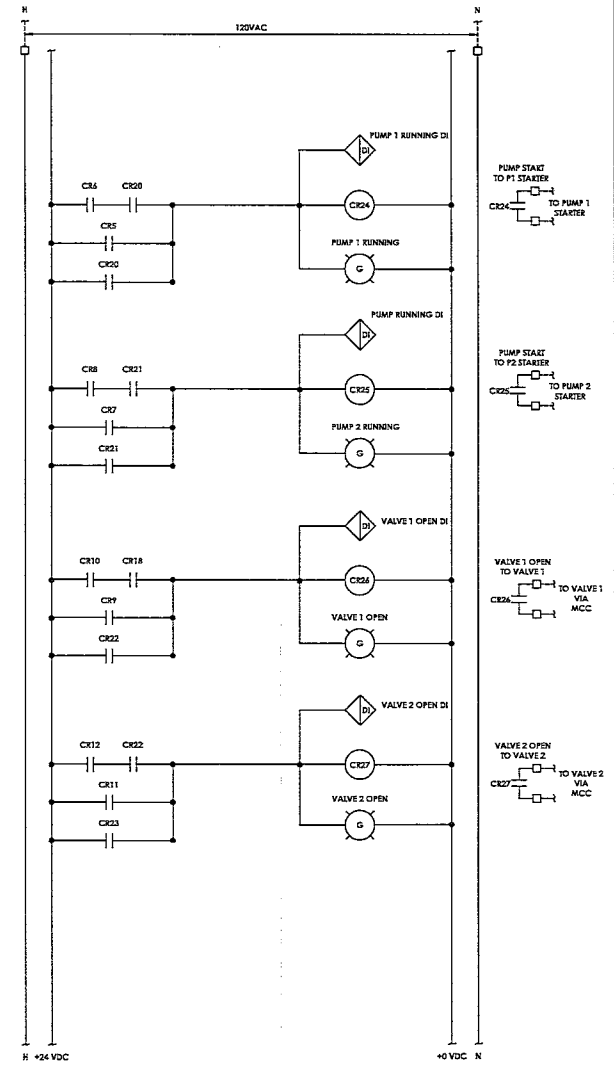 H
N
120VAC
PUMP 1 RUNNING DI
DI
CR6
CR20
CR24
CR5
PUMP 1 RUNNING
CR20
G
PUMP START
TO P1 STARTER
CR24
TO PUMP 1
STARTER
PUMP RUNNING DI
DI
CR8
CR21
CR25
CR7
PUMP 2 RUNNING
CR21
G
PUMP START
TO P2 STARTER
CR25
TO PUMP 2
STARTER
VALVE 1 OPEN DI
DI
CR10
CR18
CR26
CR9
VALVE 1 OPEN
CR22
G
VALVE 1 OPEN
TO VALVE 1
CR26
TO VALVE 1
VIA
MCC
VALVE 2 OPEN DI
DI
CR12
CR22
CR27
CR11
VALVE 2 OPEN
CR23
G
VALVE 2 OPEN
TO VALVE 2
CR27
TO VALVE 2
VIA
MCC
H
+24 VDC
+0 VDC
N